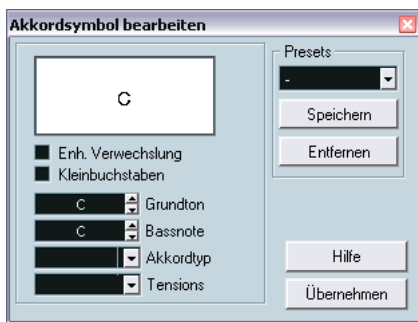 Akkordsymbol bearbeiten
C
Enh. Verwechslung
Kleinbuchstaben
C Grundton
C Bassnote
Akkordtyp
Tensions
Presets
-
Speichern
Entfernen
Hilfe
Übernehmen